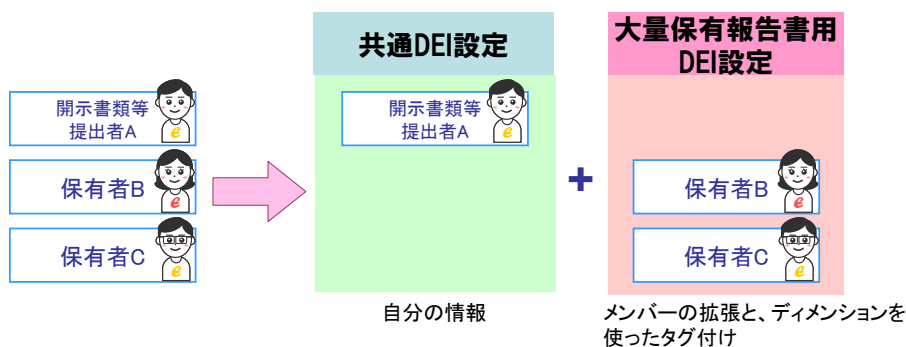 共通DEI設定
大量保有報告書用
DEI設定
開示書類等
提出者A
e
保有者B
e
保有者C
e
開示書類等
提出者A
e
+
保有者B
e
保有者C
e
自分の情報
メンバーの拡張と、ディメンションを
使ったタグ付け